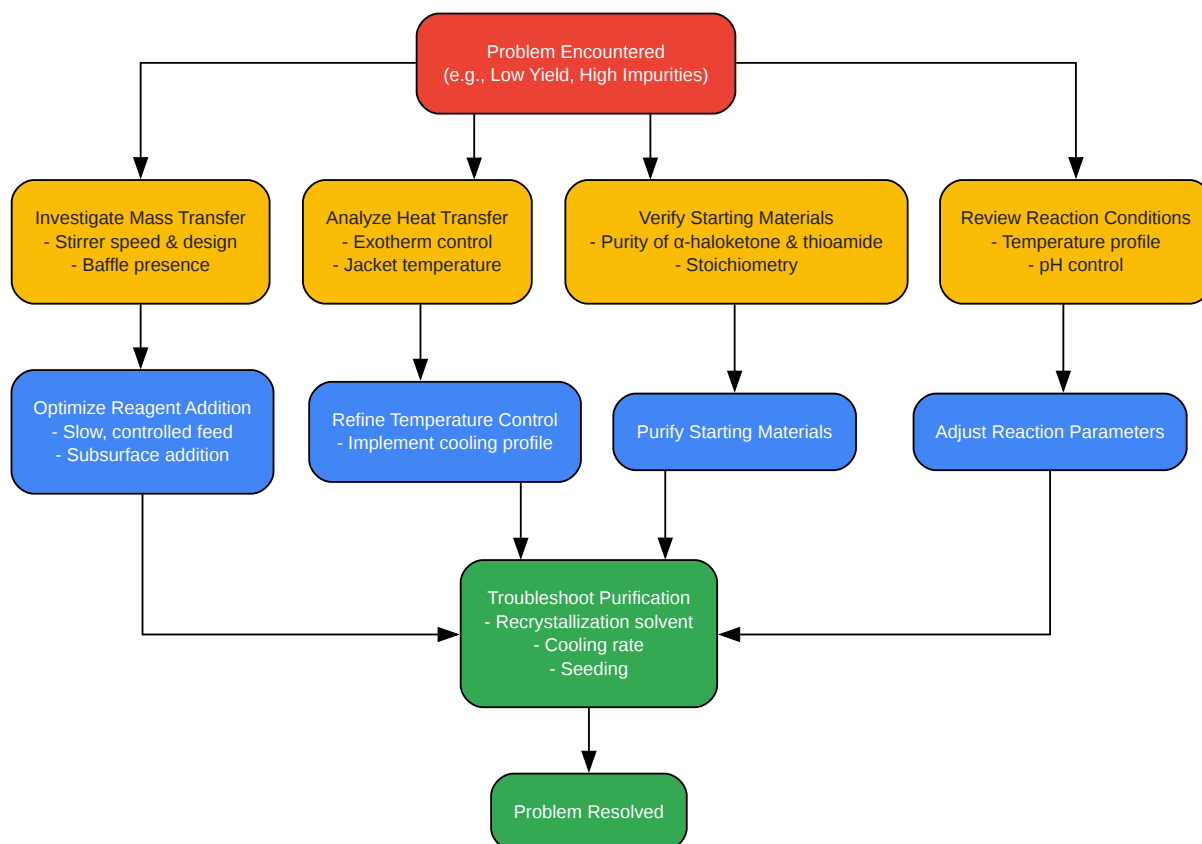 Problem Encountered
(e.g., Low Yield, High Impurities)
Investigate Mass Transfer
- Stirrer speed & design
- Baffle presence
Analyze Heat Transfer
- Exotherm control
- Jacket temperature
Verify Starting Materials
- Purity of α-haloketone & thioamide
- Stoichiometry
Review Reaction Conditions
- Temperature profile
- pH control
Optimize Reagent Addition
- Slow, controlled feed
- Subsurface addition
Refine Temperature Control
- Implement cooling profile
Purify Starting Materials
Adjust Reaction Parameters
Troubleshoot Purification
- Recrystallization solvent
- Cooling rate
- Seeding
Problem Resolved